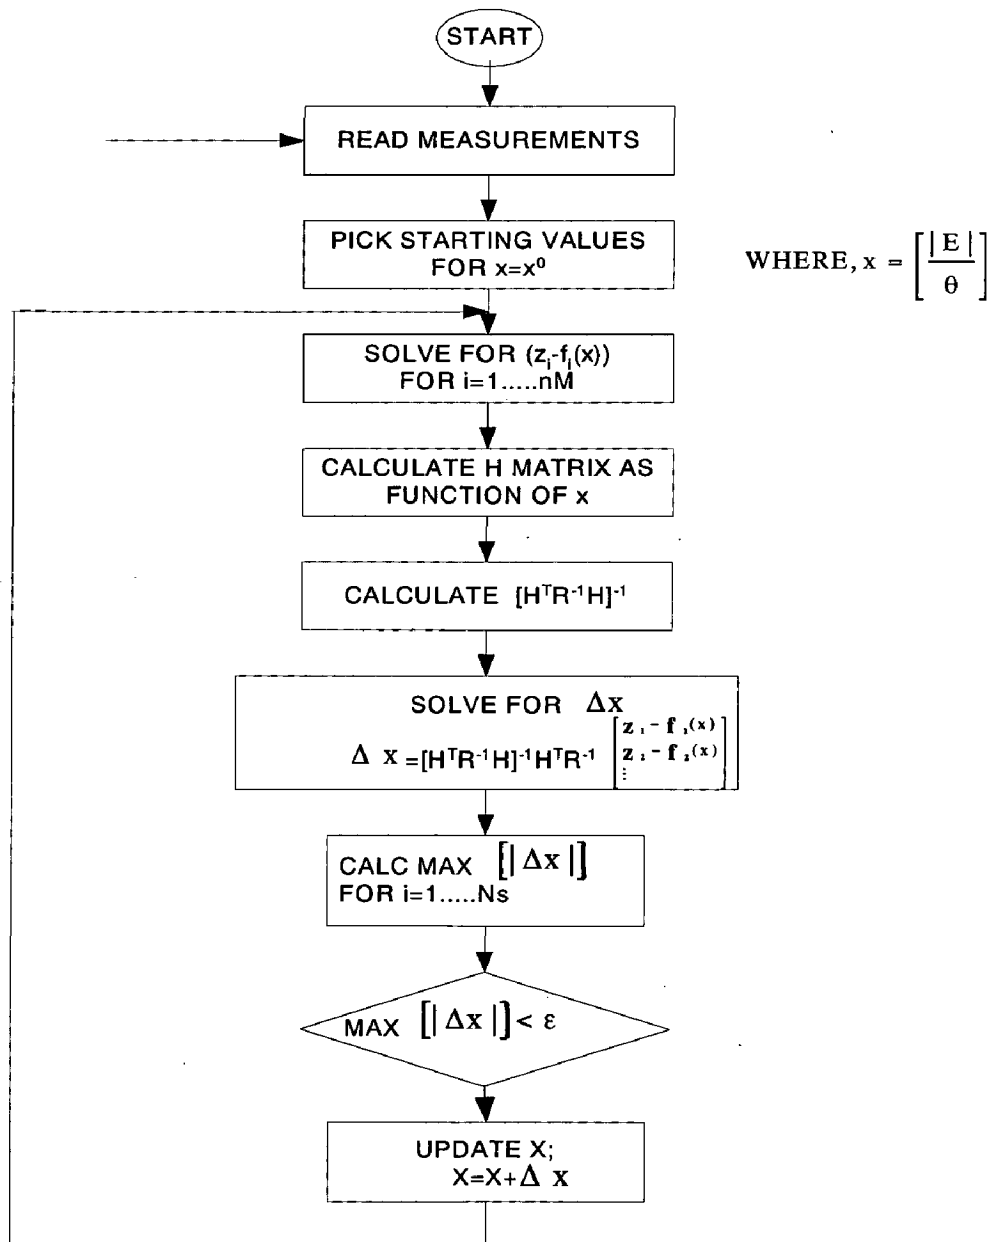 START
READ MEASUREMENTS
PICK STARTING VALUES
FOR x=x⁰
WHERE, x = [|E| / θ]
SOLVE FOR (zᵢ-fᵢ(x))
FOR i=1.....nM
CALCULATE H MATRIX AS
FUNCTION OF x
CALCULATE [HᵀR⁻¹H]⁻¹
SOLVE FOR Δx
Δ x =[HᵀR⁻¹H]⁻¹HᵀR⁻¹ [z₁ - f₁(x)
z₂ - f₂(x)
⋮]
CALC MAX [|Δx|]
FOR i=1.....Ns
MAX [|Δx|] < ε
UPDATE X;
X=X+Δ x